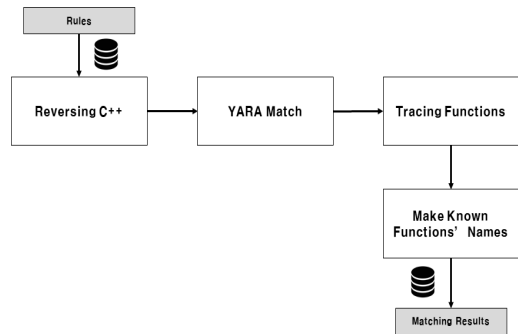 Rules
Reversing C++
YARA Match
Tracing Functions
Make Known
Functions' Names
Matching Results